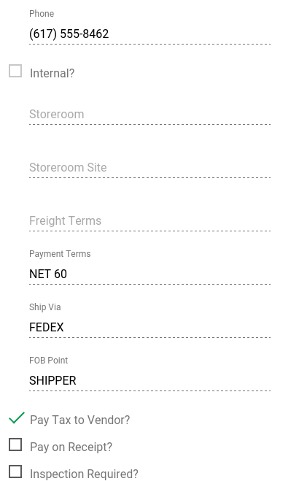 Phone
(617) 555-8462
Internal?
Storeroom
Storeroom Site
Freight Terms
Payment Terms
NET 60
Ship Via
FEDEX
FOB Point
SHIPPER
Pay Tax to Vendor?
Pay on Receipt?
Inspection Required?